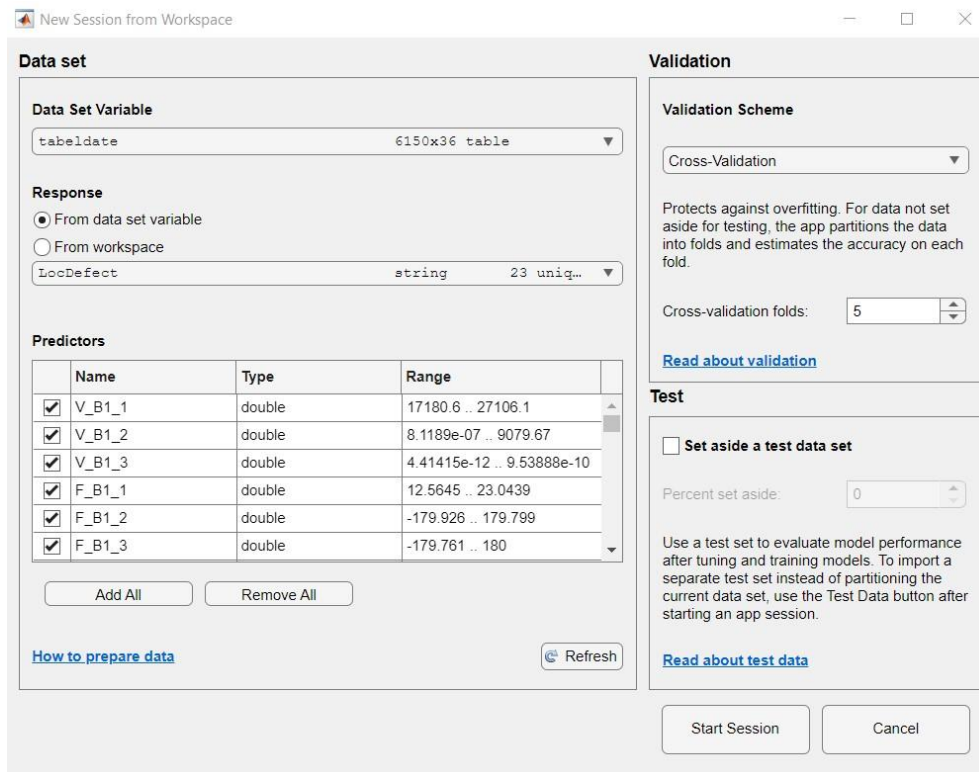 New Session from Workspace
Data set
Data Set Variable
tabeldate 6150x36 table
Response
From data set variable
From workspace
LocDefect string 23 uniq...
Predictors
Name Type Range
V_B1_1 double 17180.6 .. 27106.1
V_B1_2 double 8.1189e-07 .. 9079.67
V_B1_3 double 4.41415e-12 .. 9.53888e-10
F_B1_1 double 12.5645 .. 23.0439
F_B1_2 double -179.926 .. 179.799
F_B1_3 double -179.761 .. 180
Add All Remove All
How to prepare data Refresh
Validation
Validation Scheme
Cross-Validation
Protects against overfitting. For data not set
aside for testing, the app partitions the data
into folds and estimates the accuracy on each
fold.
Cross-validation folds: 5
Read about validation
Test
Set aside a test data set
Percent set aside: 0
Use a test set to evaluate model performance
after tuning and training models. To import a
separate test set instead of partitioning the
current data set, use the Test Data button after
starting an app session.
Read about test data
Start Session Cancel